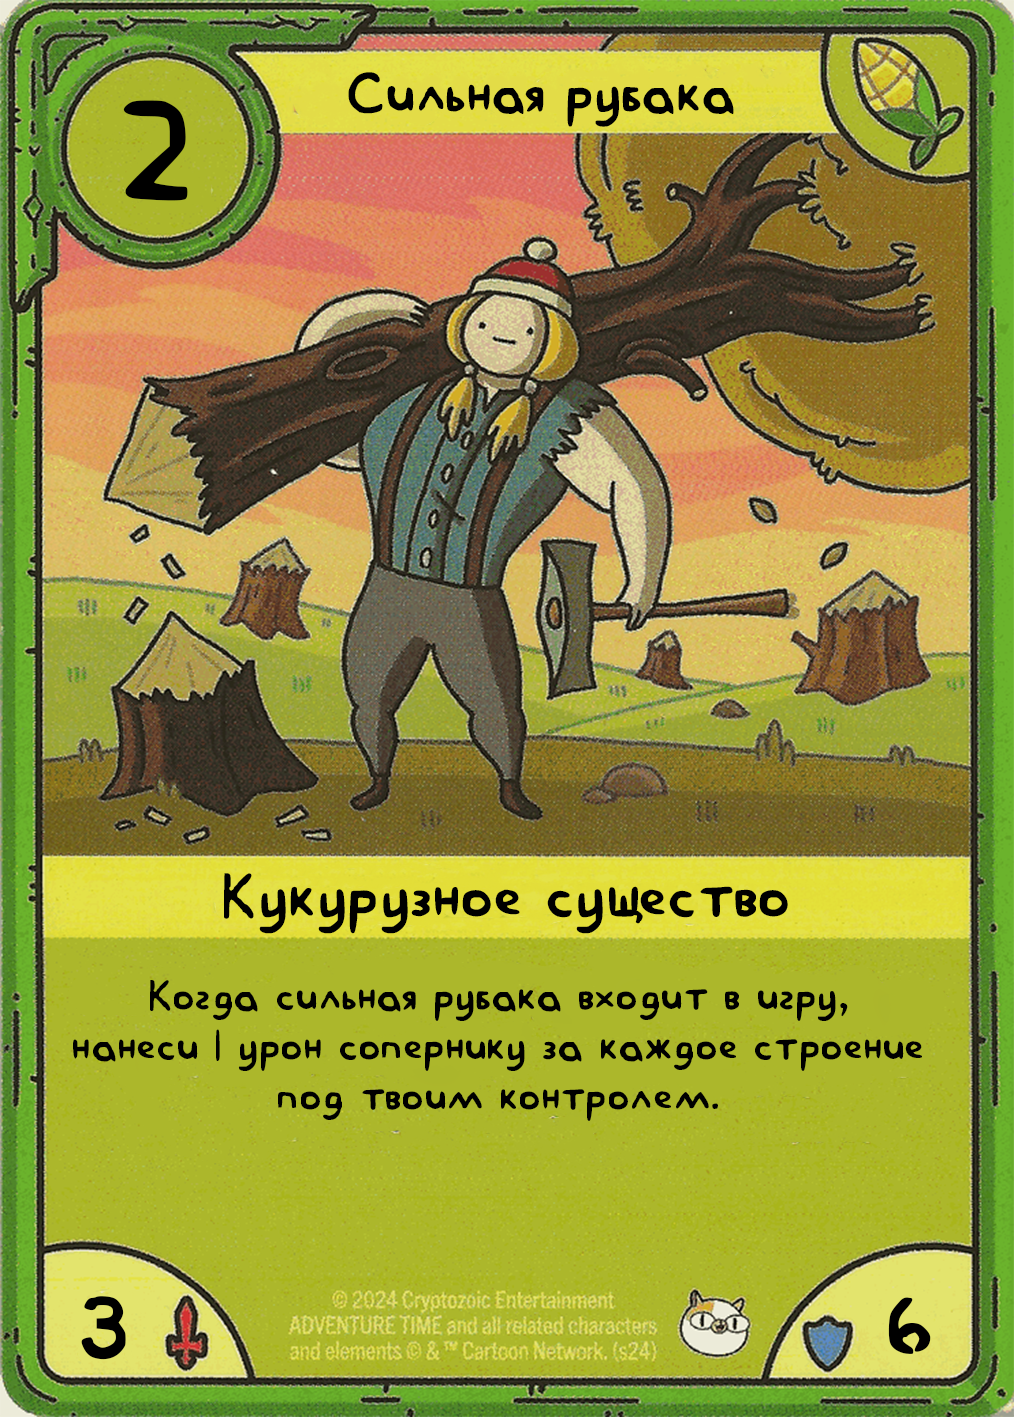 2
Сильная рубака
Кукурузное существо
Когда сильная рубака входит в игру,
нанеси 1 урон сопернику за каждое строение
под твоим контролем.
3
© 2024 Cryptozoic Entertainment
ADVENTURE TIME and all related characters
and elements © & ™ Cartoon Network. (s24)
6